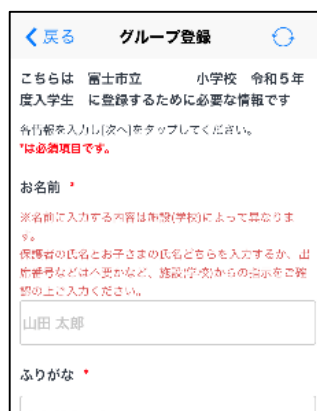 戻る グループ登録
こちらは 富士市立 小学校 令和5年
度入学生 に登録するために必要な情報です
各情報を入力し[次へ]をタップしてください。
*は必須項目です。
お名前 *
※名前に入力する内容は施設(学校)によって異なりま
す。
保護者の氏名とお子さまの氏名どちらを入力するか、出
席番号などは不要かなど、施設(学校)からの指示をご確
認の上ご入力ください。
山田 太郎
ふりがな *